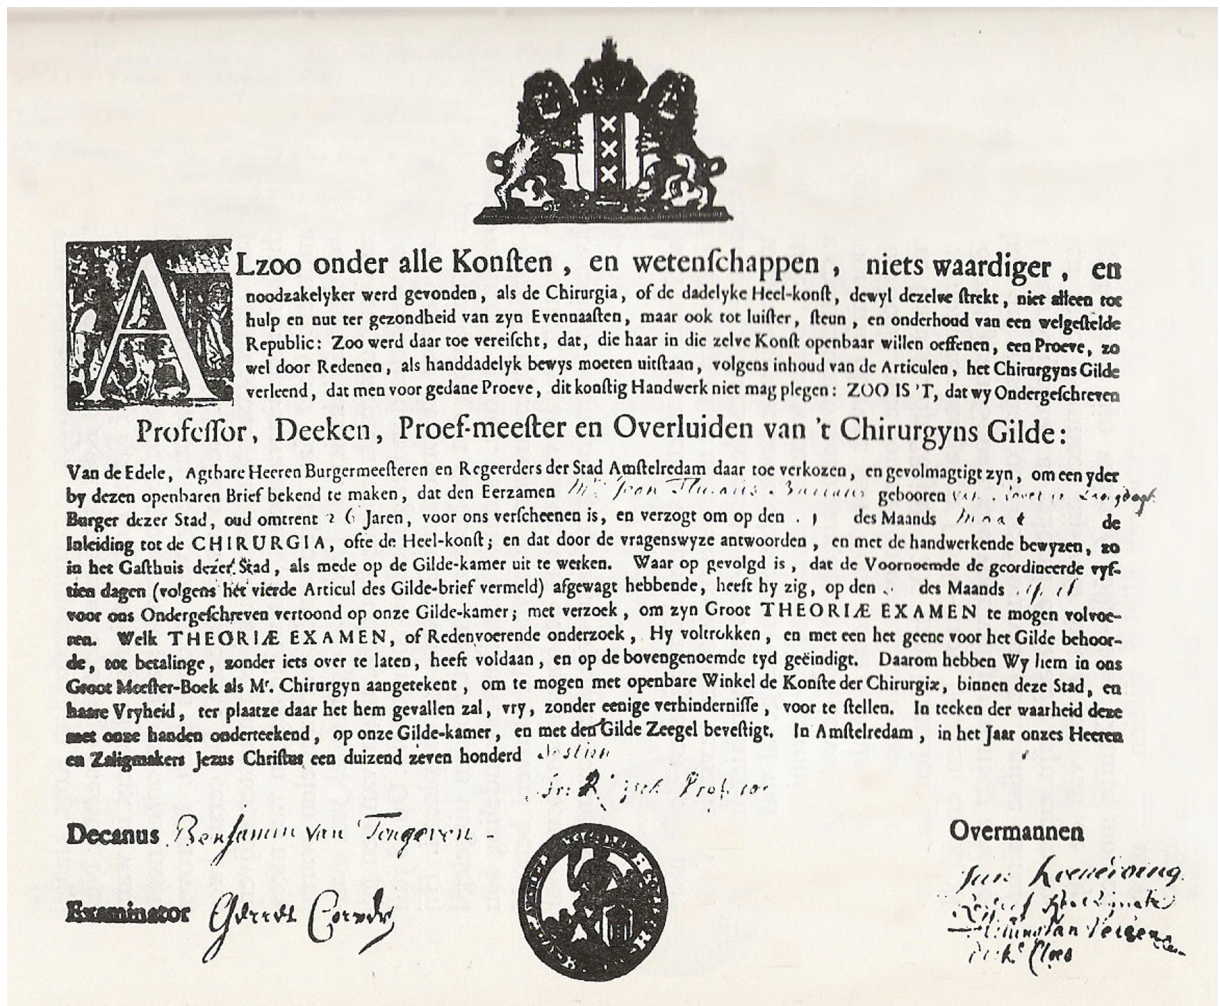 ALzoo onder alle Konſten, en wetenſchappen, niets waardiger, en
noodzakelyker werd gevonden, als de Chirurgia, of de dadelyke Heel-konſt, dewyl dezelve ſtrekt, niet alleen tot
hulp en nut ter gezondheid van zyn Evennaaſten, maar ook tot luiſter, ſteun, en onderhoud van een welgeſtelde
Republic: Zoo werd daar toe vereiſcht, dat, die haar in die zelve Konſt openbaar willen oeffenen, een Proeve, zo
wel door Redenen, als handdadelyk bewys moeten uitſtaan, volgens inhoud van de Articulen, het Chirurgyns Gilde
verleend, dat men voor gedane Proeve, dit konſtig Handwerk niet mag plegen: ZOO IS 'T, dat wy Ondergeſchreven
Profeſſor, Deeken, Proef-meeſter en Overluiden van 't Chirurgyns Gilde:
Van de Edele, Agtbare Heeren Burgermeeſteren en Regeerders der Stad Amſtelredam daar toe verkozen, en gevolmagtigt zyn, om een yder
by dezen openbaren Brief bekend te maken, dat den Eerzamen Mr. Jean gebooren van
Burger dezer Stad, oud omtrent 26 Jaren, voor ons verſcheenen is, en verzogt om op den des Maands de
Inleiding tot de CHIRURGIA, ofte de Heel-konſt; en dat door de vragenswyze antwoorden, en met de handwerkende bewyzen, zo
in het Gaſthuis dezer Stad, als mede op de Gilde-kamer uit te werken. Waar op gevolgd is, dat de Voornoemde de geordineerde vyf-
tien dagen (volgens het vierde Articul des Gilde-brief vermeld) afgewagt hebbende, heeft hy zig, op den des Maands
voor ons Ondergeſchreven vertoond op onze Gilde-kamer; met verzoek, om zyn Groot THEORIÆ EXAMEN te mogen volvoe-
ren. Welk THEORIÆ EXAMEN, of Redenvoerende onderzoek, Hy voltrokken, en met een het geene voor het Gilde behoor-
de, tot betalinge, zonder iets over te laten, heeft voldaan, en op de bovengenoemde tyd geëindigt. Daarom hebben Wy hem in ons
Groot Meeſter-Boek als Mr. Chirurgyn aangetekent, om te mogen met openbare Winkel de Konſte der Chirurgiæ, binnen deze Stad, en
haare Vryheid, ter plaatze daar het hem gevallen zal, vry, zonder eenige verhinderniſſe, voor te ſtellen. In teeken der waarheid deze
met onze handen onderteekend, op onze Gilde-kamer, en met den Gilde Zeegel beveſtigt. In Amſtelredam, in het Jaar onzes Heeren
en Zaligmakers Jezus Chriſtus een duizend zeven honderd
Profeſſor
Decanus Benjamin van Tongeren
Overmannen
Examinator Gerret